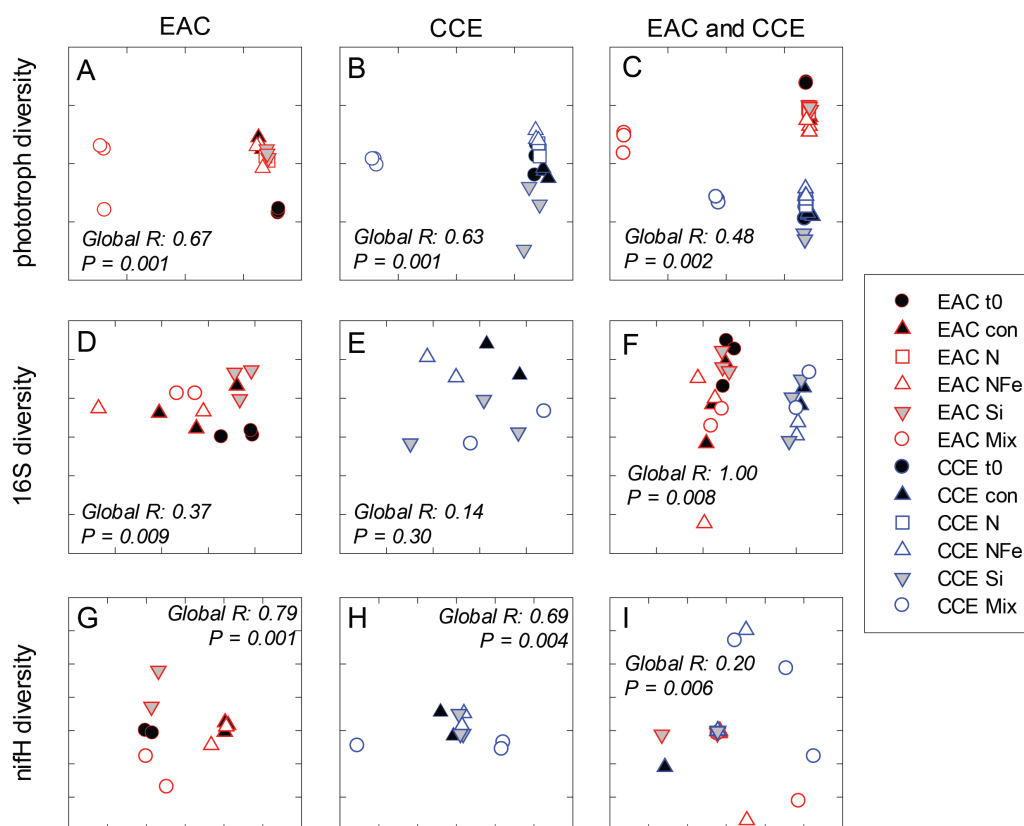 EAC
CCE
EAC and CCE
phototroph diversity
A
Global R: 0.67
P = 0.001
B
Global R: 0.63
P = 0.001
C
Global R: 0.48
P = 0.002
16S diversity
D
Global R: 0.37
P = 0.009
E
Global R: 0.14
P = 0.30
F
Global R: 1.00
P = 0.008
nifH diversity
G
Global R: 0.79
P = 0.001
H
Global R: 0.69
P = 0.004
I
Global R: 0.20
P = 0.006
EAC t0
EAC con
EAC N
EAC NFe
EAC Si
EAC Mix
CCE t0
CCE con
CCE N
CCE NFe
CCE Si
CCE Mix